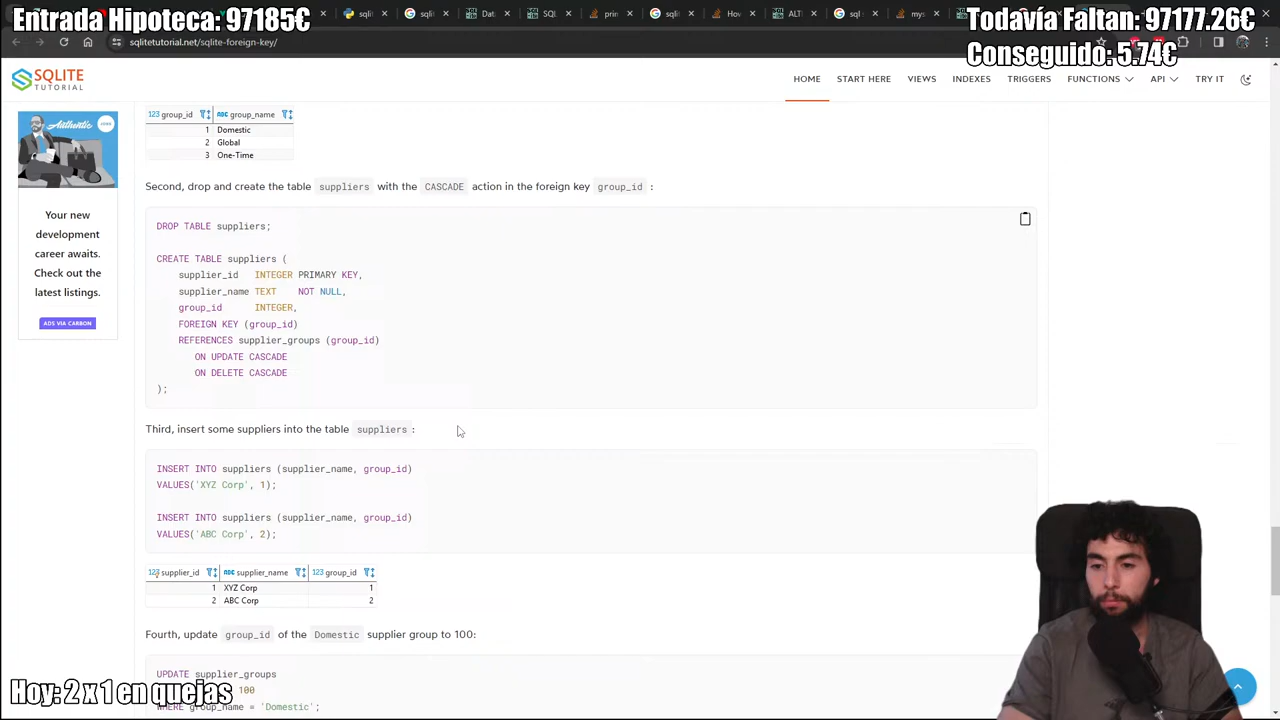 Entrada Hipoteca: 97185€
Todavía Faltan: 97177.26€
Conseguido: 5.74€
sqlitetutorial.net/sqlite-foreign-key/
SQLITE
TUTORIAL
HOME
START HERE
VIEWS
INDEXES
TRIGGERS
FUNCTIONS
API
TRY IT
Authentic
Your new
development
career awaits.
Check out the
latest listings.
ADS VIA CARBON
123 group_id ABC group_name
1 Domestic
2 Global
3 One-Time
Second, drop and create the table suppliers with the CASCADE action in the foreign key group_id :
DROP TABLE suppliers;
CREATE TABLE suppliers (
supplier_id INTEGER PRIMARY KEY,
supplier_name TEXT NOT NULL,
group_id INTEGER,
FOREIGN KEY (group_id)
REFERENCES supplier_groups (group_id)
ON UPDATE CASCADE
ON DELETE CASCADE
);
Third, insert some suppliers into the table suppliers :
INSERT INTO suppliers (supplier_name, group_id)
VALUES('XYZ Corp', 1);
INSERT INTO suppliers (supplier_name, group_id)
VALUES('ABC Corp', 2);
123 supplier_id ABC supplier_name 123 group_id
1 XYZ Corp 1
2 ABC Corp 2
Fourth, update group_id of the Domestic supplier group to 100:
UPDATE supplier_groups
100
WHERE group_name = 'Domestic';
Hoy: 2 x 1 en quejas